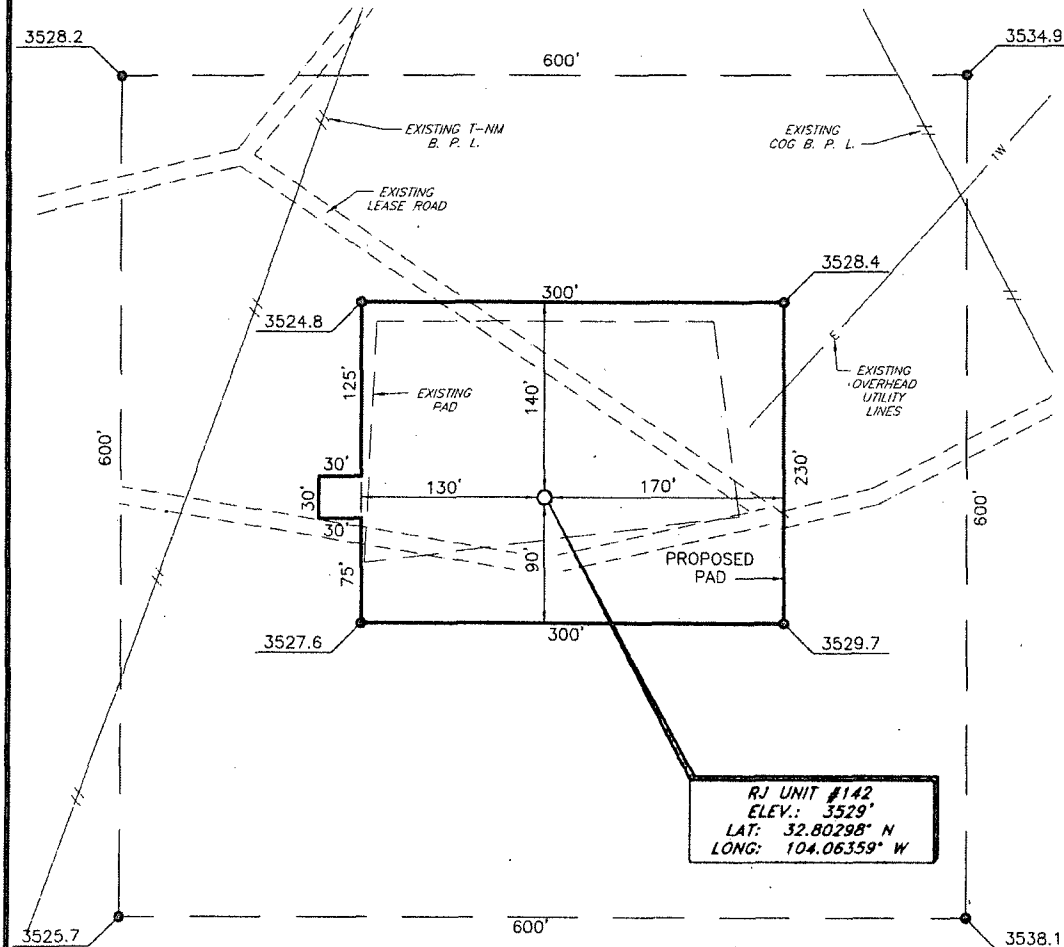 3528.2
3534.9
600'
EXISTING T-NM
B. P. L.
EXISTING
COG B. P. L.
TW
EXISTING
LEASE ROAD
3528.4
300'
3524.8
125'
EXISTING
PAD
140'
E
EXISTING
OVERHEAD
UTILITY
LINES
600'
30'
30'
130'
170'
230'
600'
30'
75'
90'
PROPOSED
PAD
3527.6
300'
3529.7
RJ UNIT #142
ELEV.: 3529'
LAT: 32.80298° N
LONG: 104.06359° W
3525.7
600'
3538.1